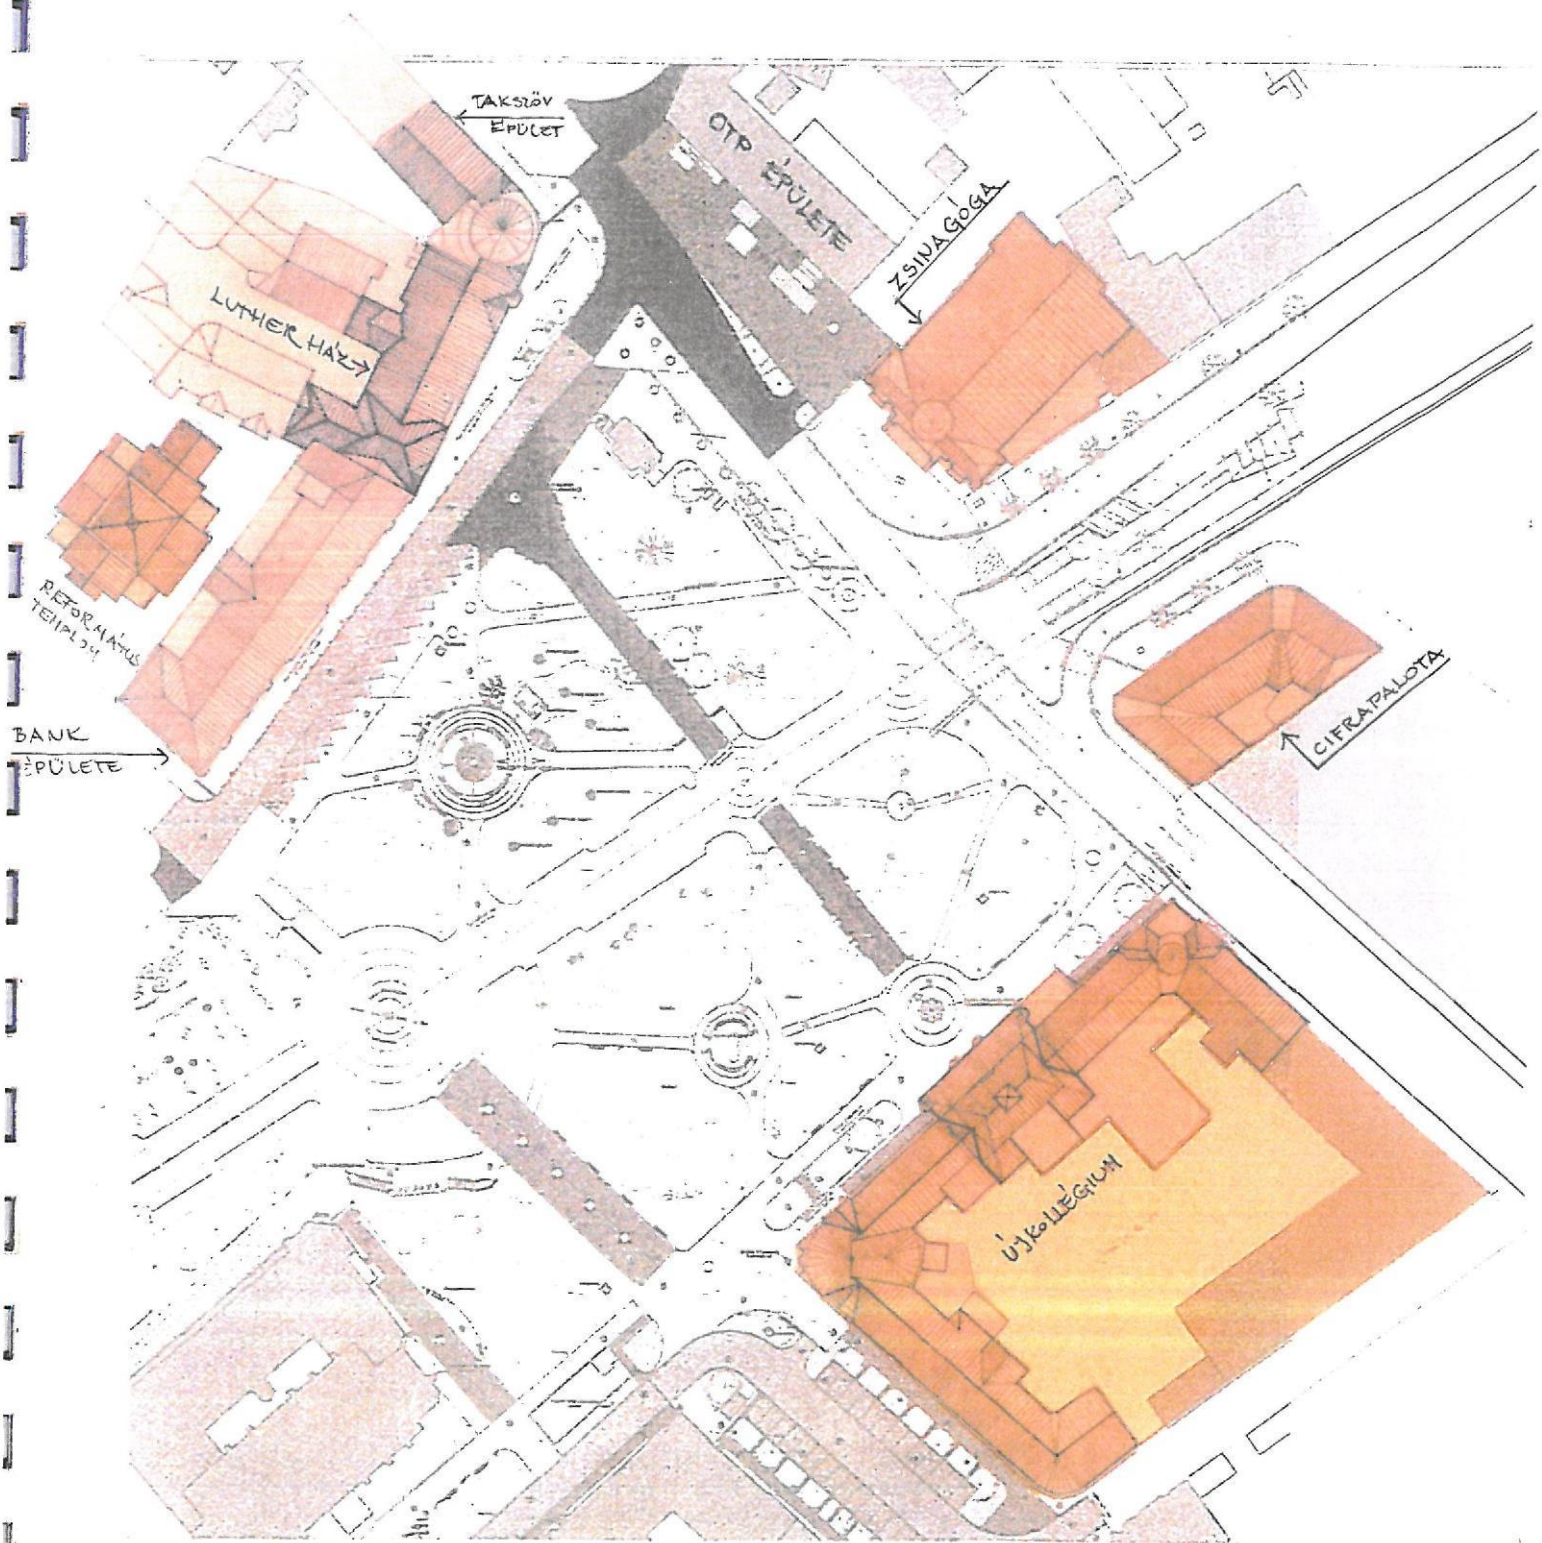 TAKSZÖV
ÉPÜLET
OTP ÉPÜLETE
ZSINAGÓGA
LUTHER HÁZ
REFORMÁTUS
TEMPLOM
BANK
ÉPÜLETE
CIFRAPALOTA
ÚJKOLLÉGIUM